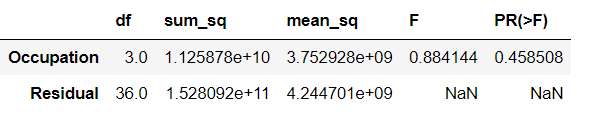 df sum_sq mean_sq F PR(>F)
Occupation 3.0 1.125878e+10 3.752928e+09 0.884144 0.458508
Residual 36.0 1.528092e+11 4.244701e+09 NaN NaN